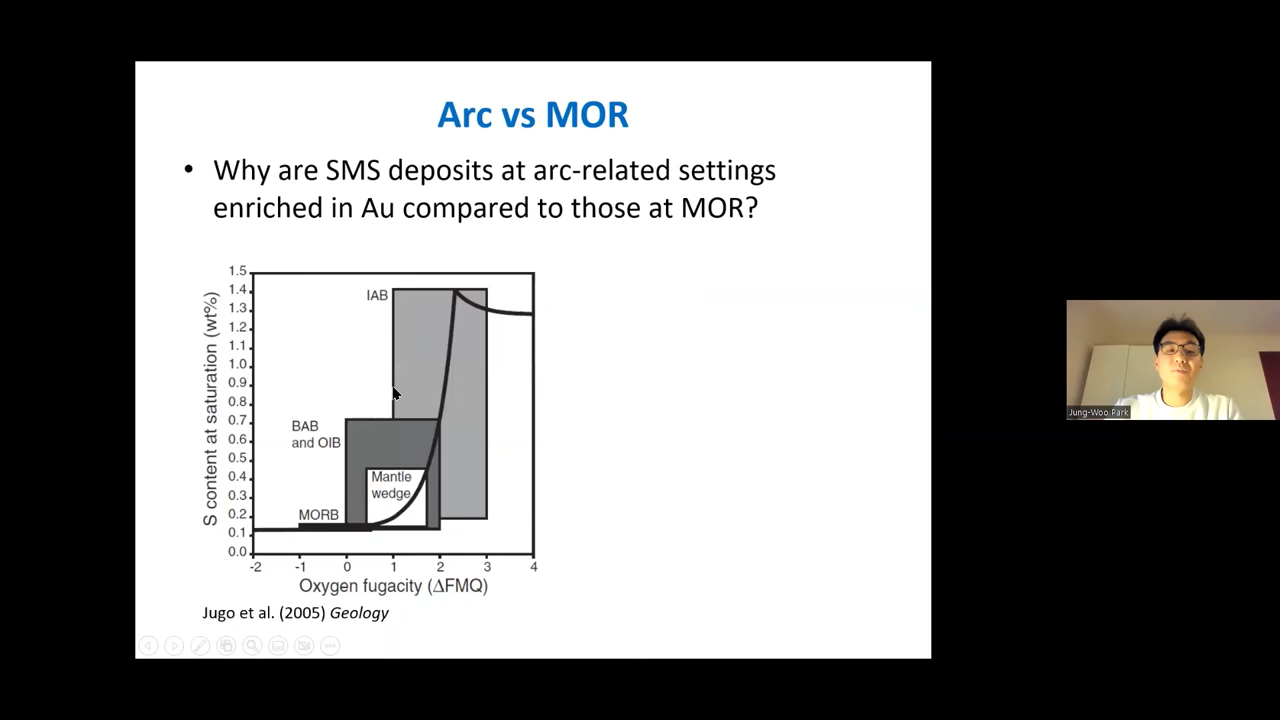 Arc vs MOR
• Why are SMS deposits at arc-related settings
enriched in Au compared to those at MOR?
S content at saturation (wt%)
1.5
1.4
1.3
1.2
1.1
1.0
0.9
0.8
0.7
0.6
0.5
0.4
0.3
0.2
0.1
0.0
IAB
BAB
and OIB
Mantle
wedge
MORB
-2 -1 0 1 2 3 4
Oxygen fugacity (ΔFMQ)
Jugo et al. (2005) Geology
Jung-Woo Park